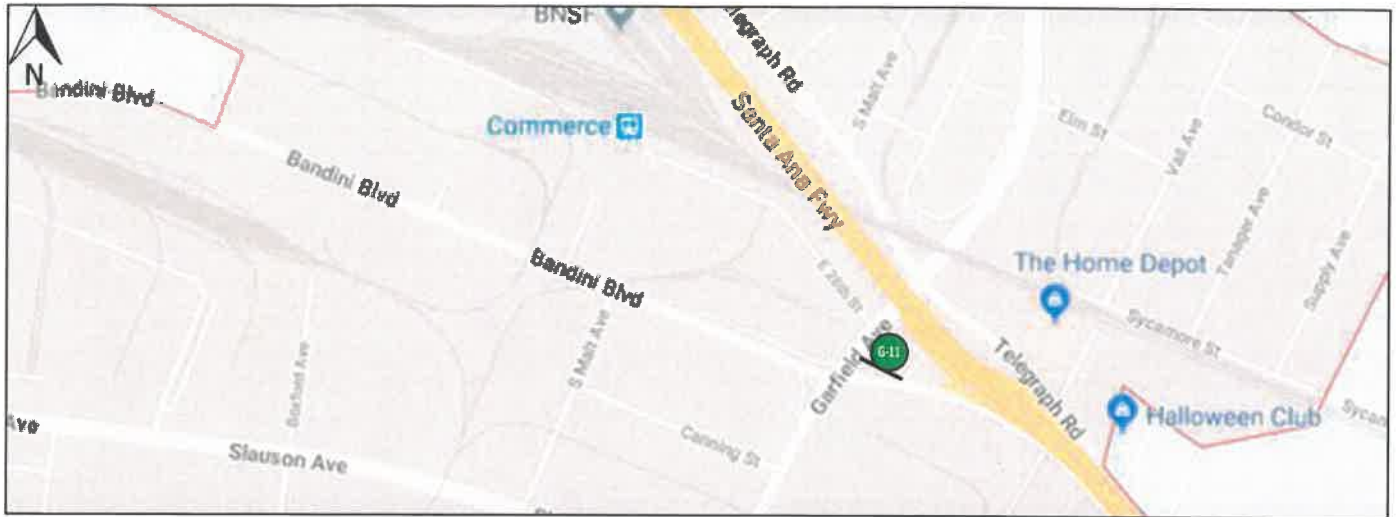 BNSF
Telegraph Rd
N
Bandini Blvd
S Malt Ave
Condor St
Elm St
Commerce
Santa Ana Fwy
Vail Ave
Bandini Blvd
Tanager Ave
Supply Ave
The Home Depot
Bandini Blvd
E 26th St
Sycamore St
S Malt Ave
Garfield Ave
G-11
Telegraph Rd
Halloween Club
Ave
Slauson Ave
Canning St